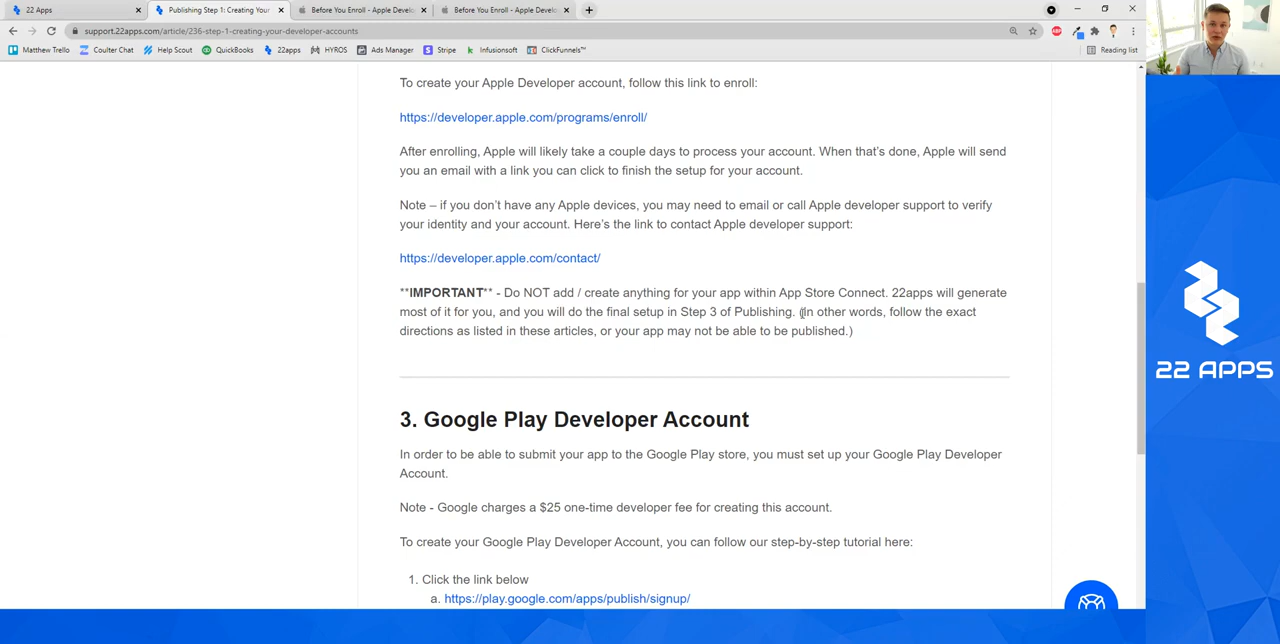 22 Apps
Publishing Step 1: Creating Your
Before You Enroll - Apple Develo
Before You Enroll - Apple Develo
support.22apps.com/article/236-step-1-creating-your-developer-accounts
Matthew Trello
Coulter Chat
Help Scout
QuickBooks
22apps
HYROS
Ads Manager
Stripe
Infusionsoft
ClickFunnels™
Reading list
To create your Apple Developer account, follow this link to enroll:
https://developer.apple.com/programs/enroll/
After enrolling, Apple will likely take a couple days to process your account. When that's done, Apple will send
you an email with a link you can click to finish the setup for your account.
Note – if you don't have any Apple devices, you may need to email or call Apple developer support to verify
your identity and your account. Here's the link to contact Apple developer support:
https://developer.apple.com/contact/
**IMPORTANT** - Do NOT add / create anything for your app within App Store Connect. 22apps will generate
most of it for you, and you will do the final setup in Step 3 of Publishing. (In other words, follow the exact
directions as listed in these articles, or your app may not be able to be published.)
3. Google Play Developer Account
In order to be able to submit your app to the Google Play store, you must set up your Google Play Developer
Account.
Note - Google charges a $25 one-time developer fee for creating this account.
To create your Google Play Developer Account, you can follow our step-by-step tutorial here:
1. Click the link below
a. https://play.google.com/apps/publish/signup/
22 APPS